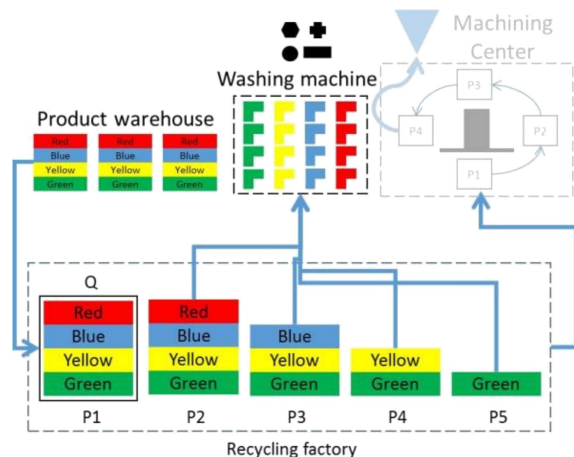 Machining
Center
Washing machine
P3
P4
P2
P1
Product warehouse
Red Red Red
Blue Blue Blue
Yellow Yellow Yellow
Green Green Green
Q
Red Red
Blue Blue Blue
Yellow Yellow Yellow Yellow
Green Green Green Green Green
P1 P2 P3 P4 P5
Recycling factory